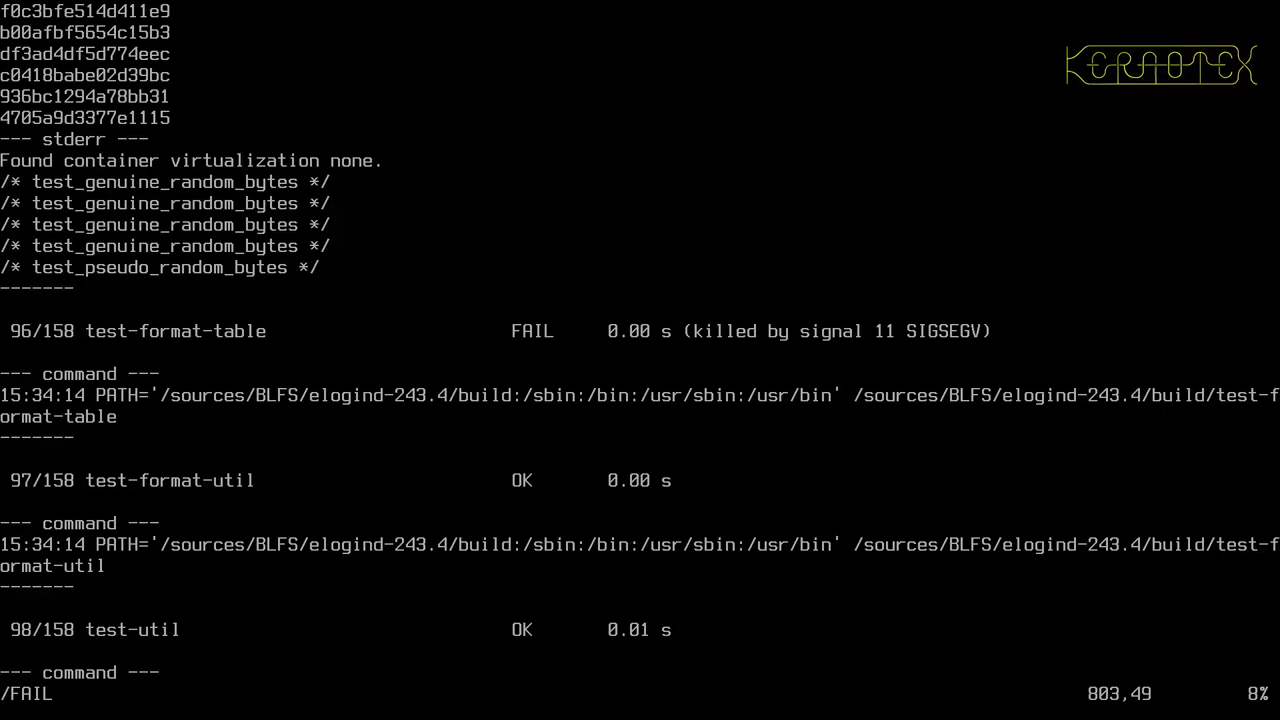 f0c3bfe514d411e9
b00afbf5654c15b3
df3ad4df5d774eec
c0418babe02d39bc
936bc1294a78bb31
4705a9d3377e1115
--- stderr ---
Found container virtualization none.
/* test_genuine_random_bytes */
/* test_genuine_random_bytes */
/* test_genuine_random_bytes */
/* test_genuine_random_bytes */
/* test_pseudo_random_bytes */
-------
96/158 test-format-table FAIL 0.00 s (killed by signal 11 SIGSEGV)
--- command ---
15:34:14 PATH='/sources/BLFS/elogind-243.4/build:/sbin:/bin:/usr/sbin:/usr/bin' /sources/BLFS/elogind-243.4/build/test-f
ormat-table
-------
97/158 test-format-util OK 0.00 s
--- command ---
15:34:14 PATH='/sources/BLFS/elogind-243.4/build:/sbin:/bin:/usr/sbin:/usr/bin' /sources/BLFS/elogind-243.4/build/test-f
ormat-util
-------
98/158 test-util OK 0.01 s
--- command ---
/FAIL 803,49 8%
KERNOTEX